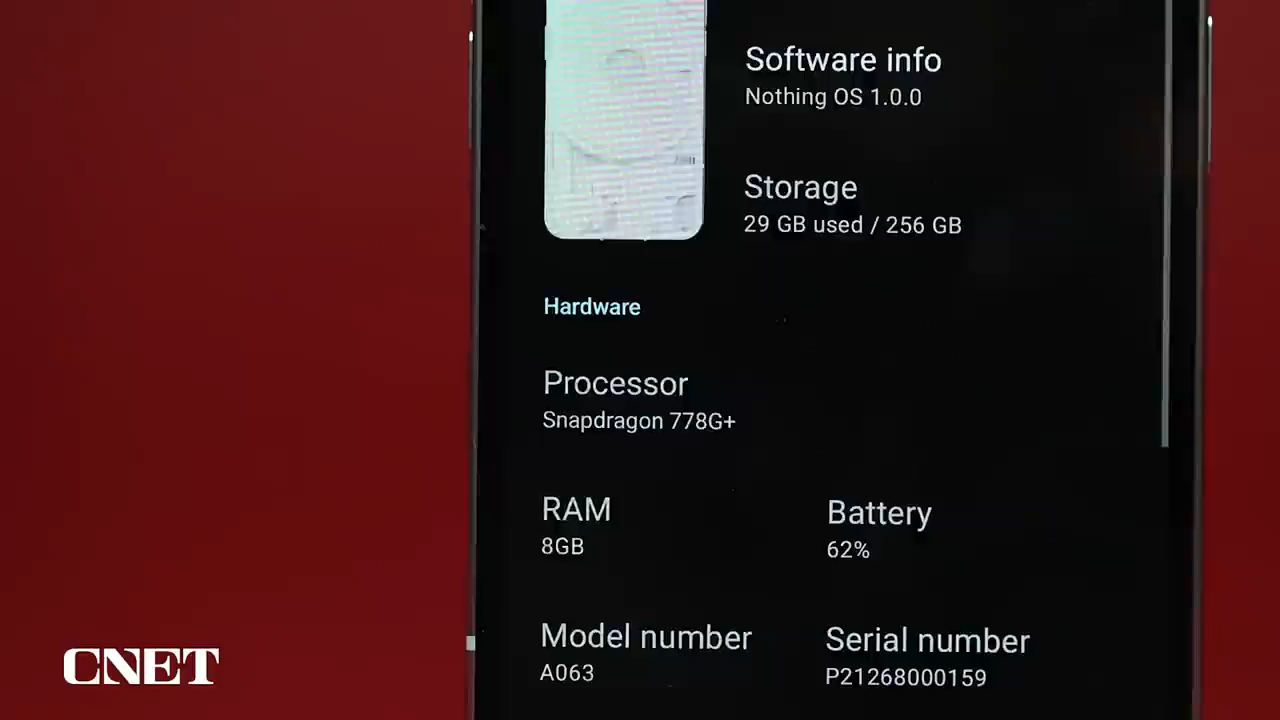 Software info
Nothing OS 1.0.0
Storage
29 GB used / 256 GB
Hardware
Processor
Snapdragon 778G+
RAM
8GB
Battery
62%
Model number
A063
Serial number
P21268000159
CNET